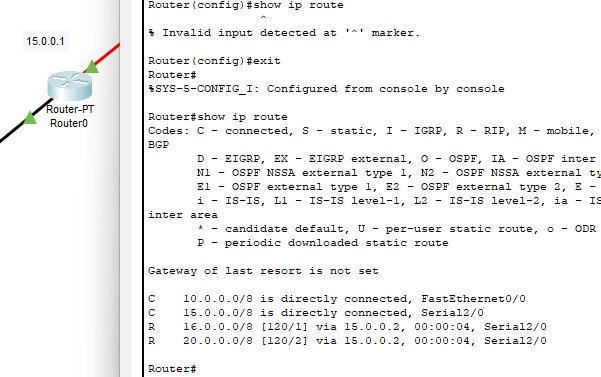 15.0.0.1
Router-PT
Router0
Router(config)#show ip route
^
% Invalid input detected at '^' marker.
Router(config)#exit
Router#
%SYS-5-CONFIG_I: Configured from console by console
Router#show ip route
Codes: C - connected, S - static, I - IGRP, R - RIP, M - mobile,
BGP
D - EIGRP, EX - EIGRP external, O - OSPF, IA - OSPF inter
N1 - OSPF NSSA external type 1, N2 - OSPF NSSA external ty
E1 - OSPF external type 1, E2 - OSPF external type 2, E -
i - IS-IS, L1 - IS-IS level-1, L2 - IS-IS level-2, ia - IS
inter area
* - candidate default, U - per-user static route, o - ODR
P - periodic downloaded static route
Gateway of last resort is not set
C 10.0.0.0/8 is directly connected, FastEthernet0/0
C 15.0.0.0/8 is directly connected, Serial2/0
R 16.0.0.0/8 [120/1] via 15.0.0.2, 00:00:04, Serial2/0
R 20.0.0.0/8 [120/2] via 15.0.0.2, 00:00:04, Serial2/0
Router#